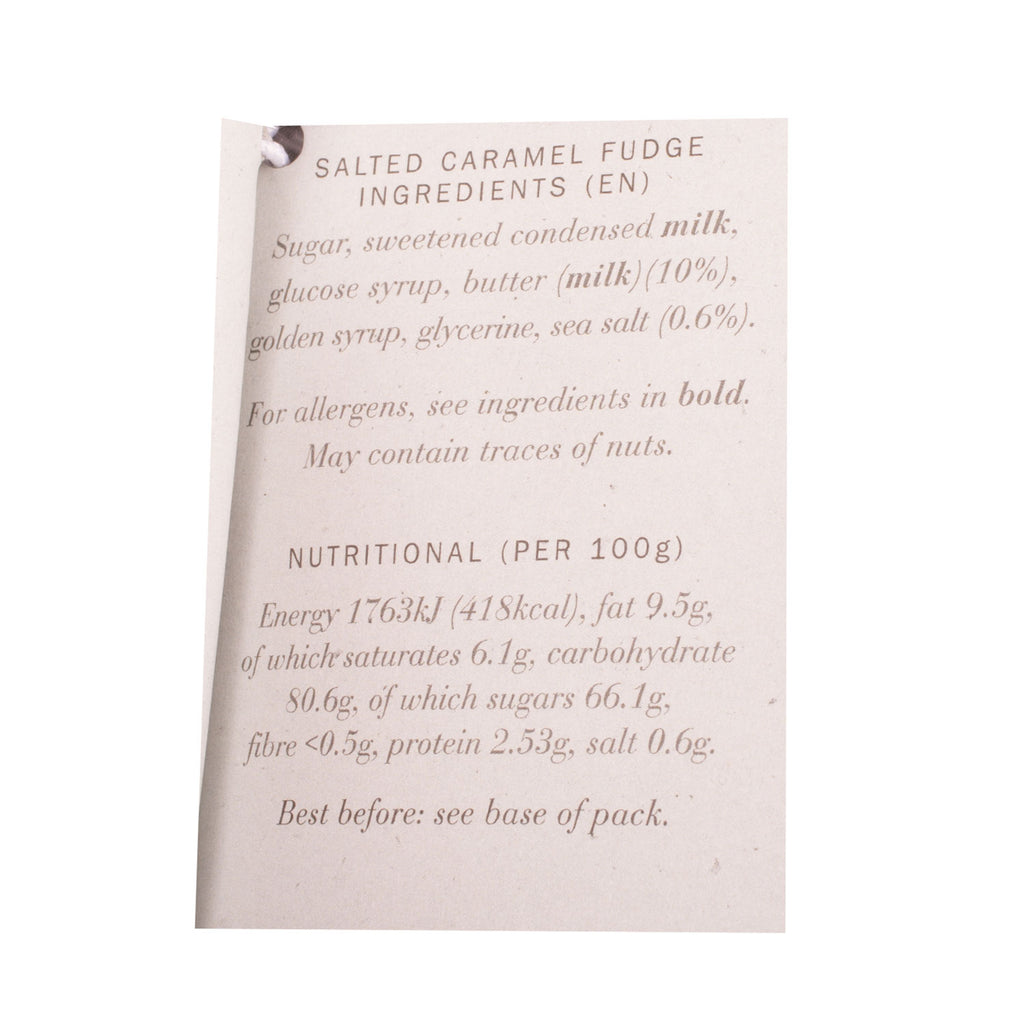 SALTED CARAMEL FUDGE
INGREDIENTS (EN)
Sugar, sweetened condensed milk,
glucose syrup, butter (milk)(10%),
golden syrup, glycerine, sea salt (0.6%).
For allergens, see ingredients in bold.
May contain traces of nuts.
NUTRITIONAL (PER 100g)
Energy 1763kJ (418kcal), fat 9.5g,
of which saturates 6.1g, carbohydrate
80.6g, of which sugars 66.1g,
fibre <0.5g, protein 2.53g, salt 0.6g.
Best before: see base of pack.